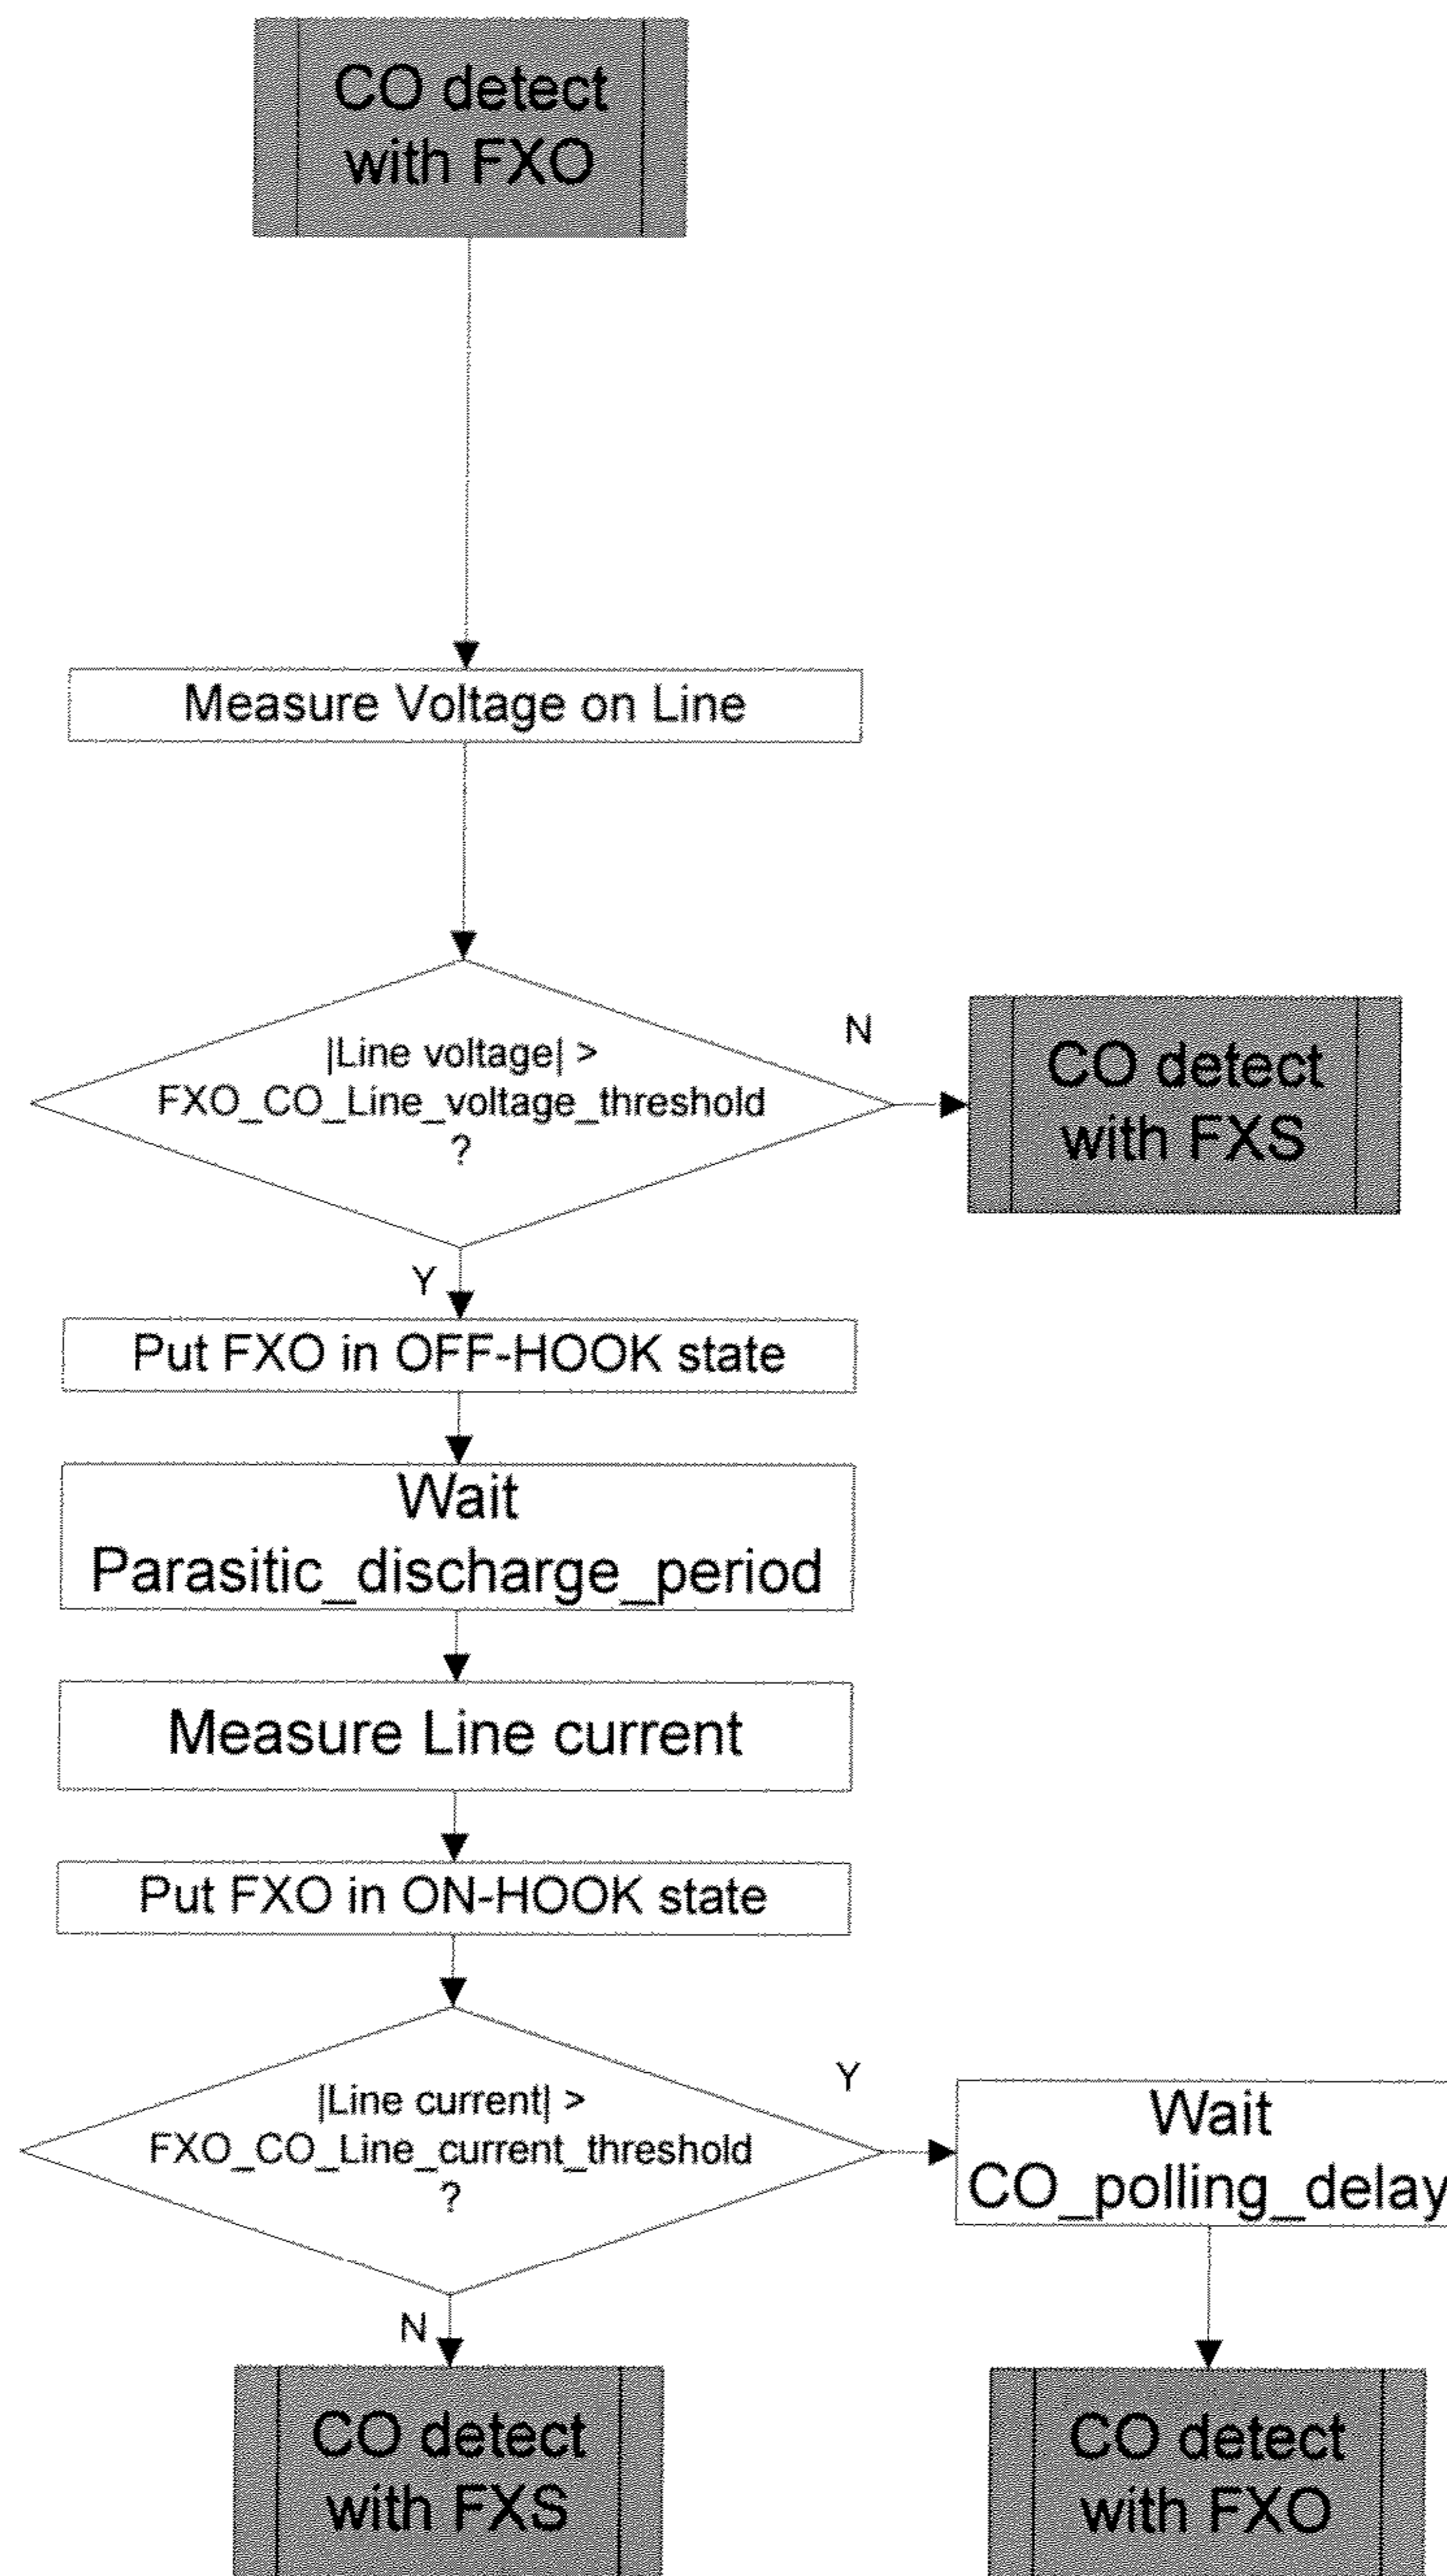 CO detect
with FXO
Measure Voltage on Line
|Line voltage| >
FXO_CO_Line_voltage_threshold
?
N
CO detect
with FXS
Y
Put FXO in OFF-HOOK state
Wait
Parasitic_discharge_period
Measure Line current
Put FXO in ON-HOOK state
|Line current| >
FXO_CO_Line_current_threshold
?
Y
Wait
CO_polling_delay
N
CO detect
with FXS
CO detect
with FXO